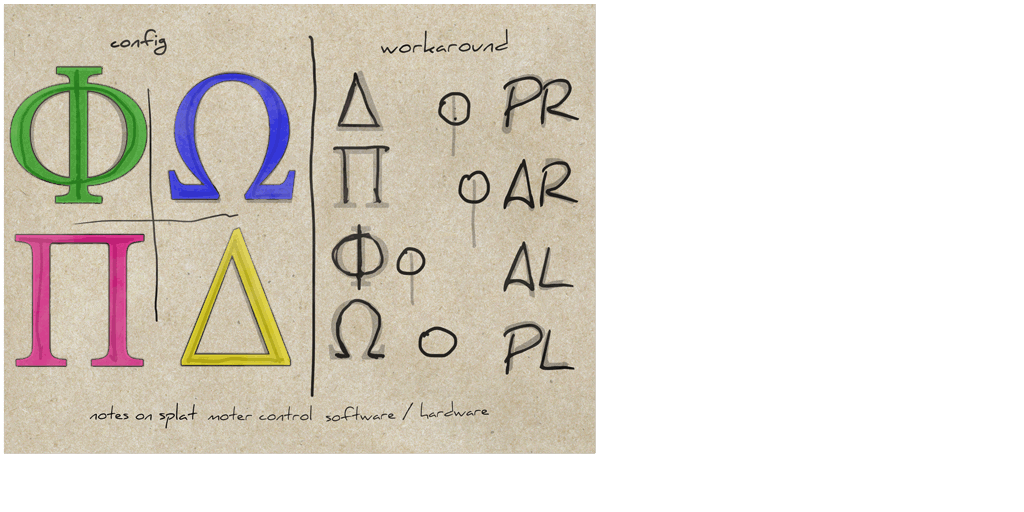 config
Φ Ω
Π Δ
workaround
Δ O PR
Π O AR
Φ O AL
Ω O PL
notes on splat moter control software / hardware